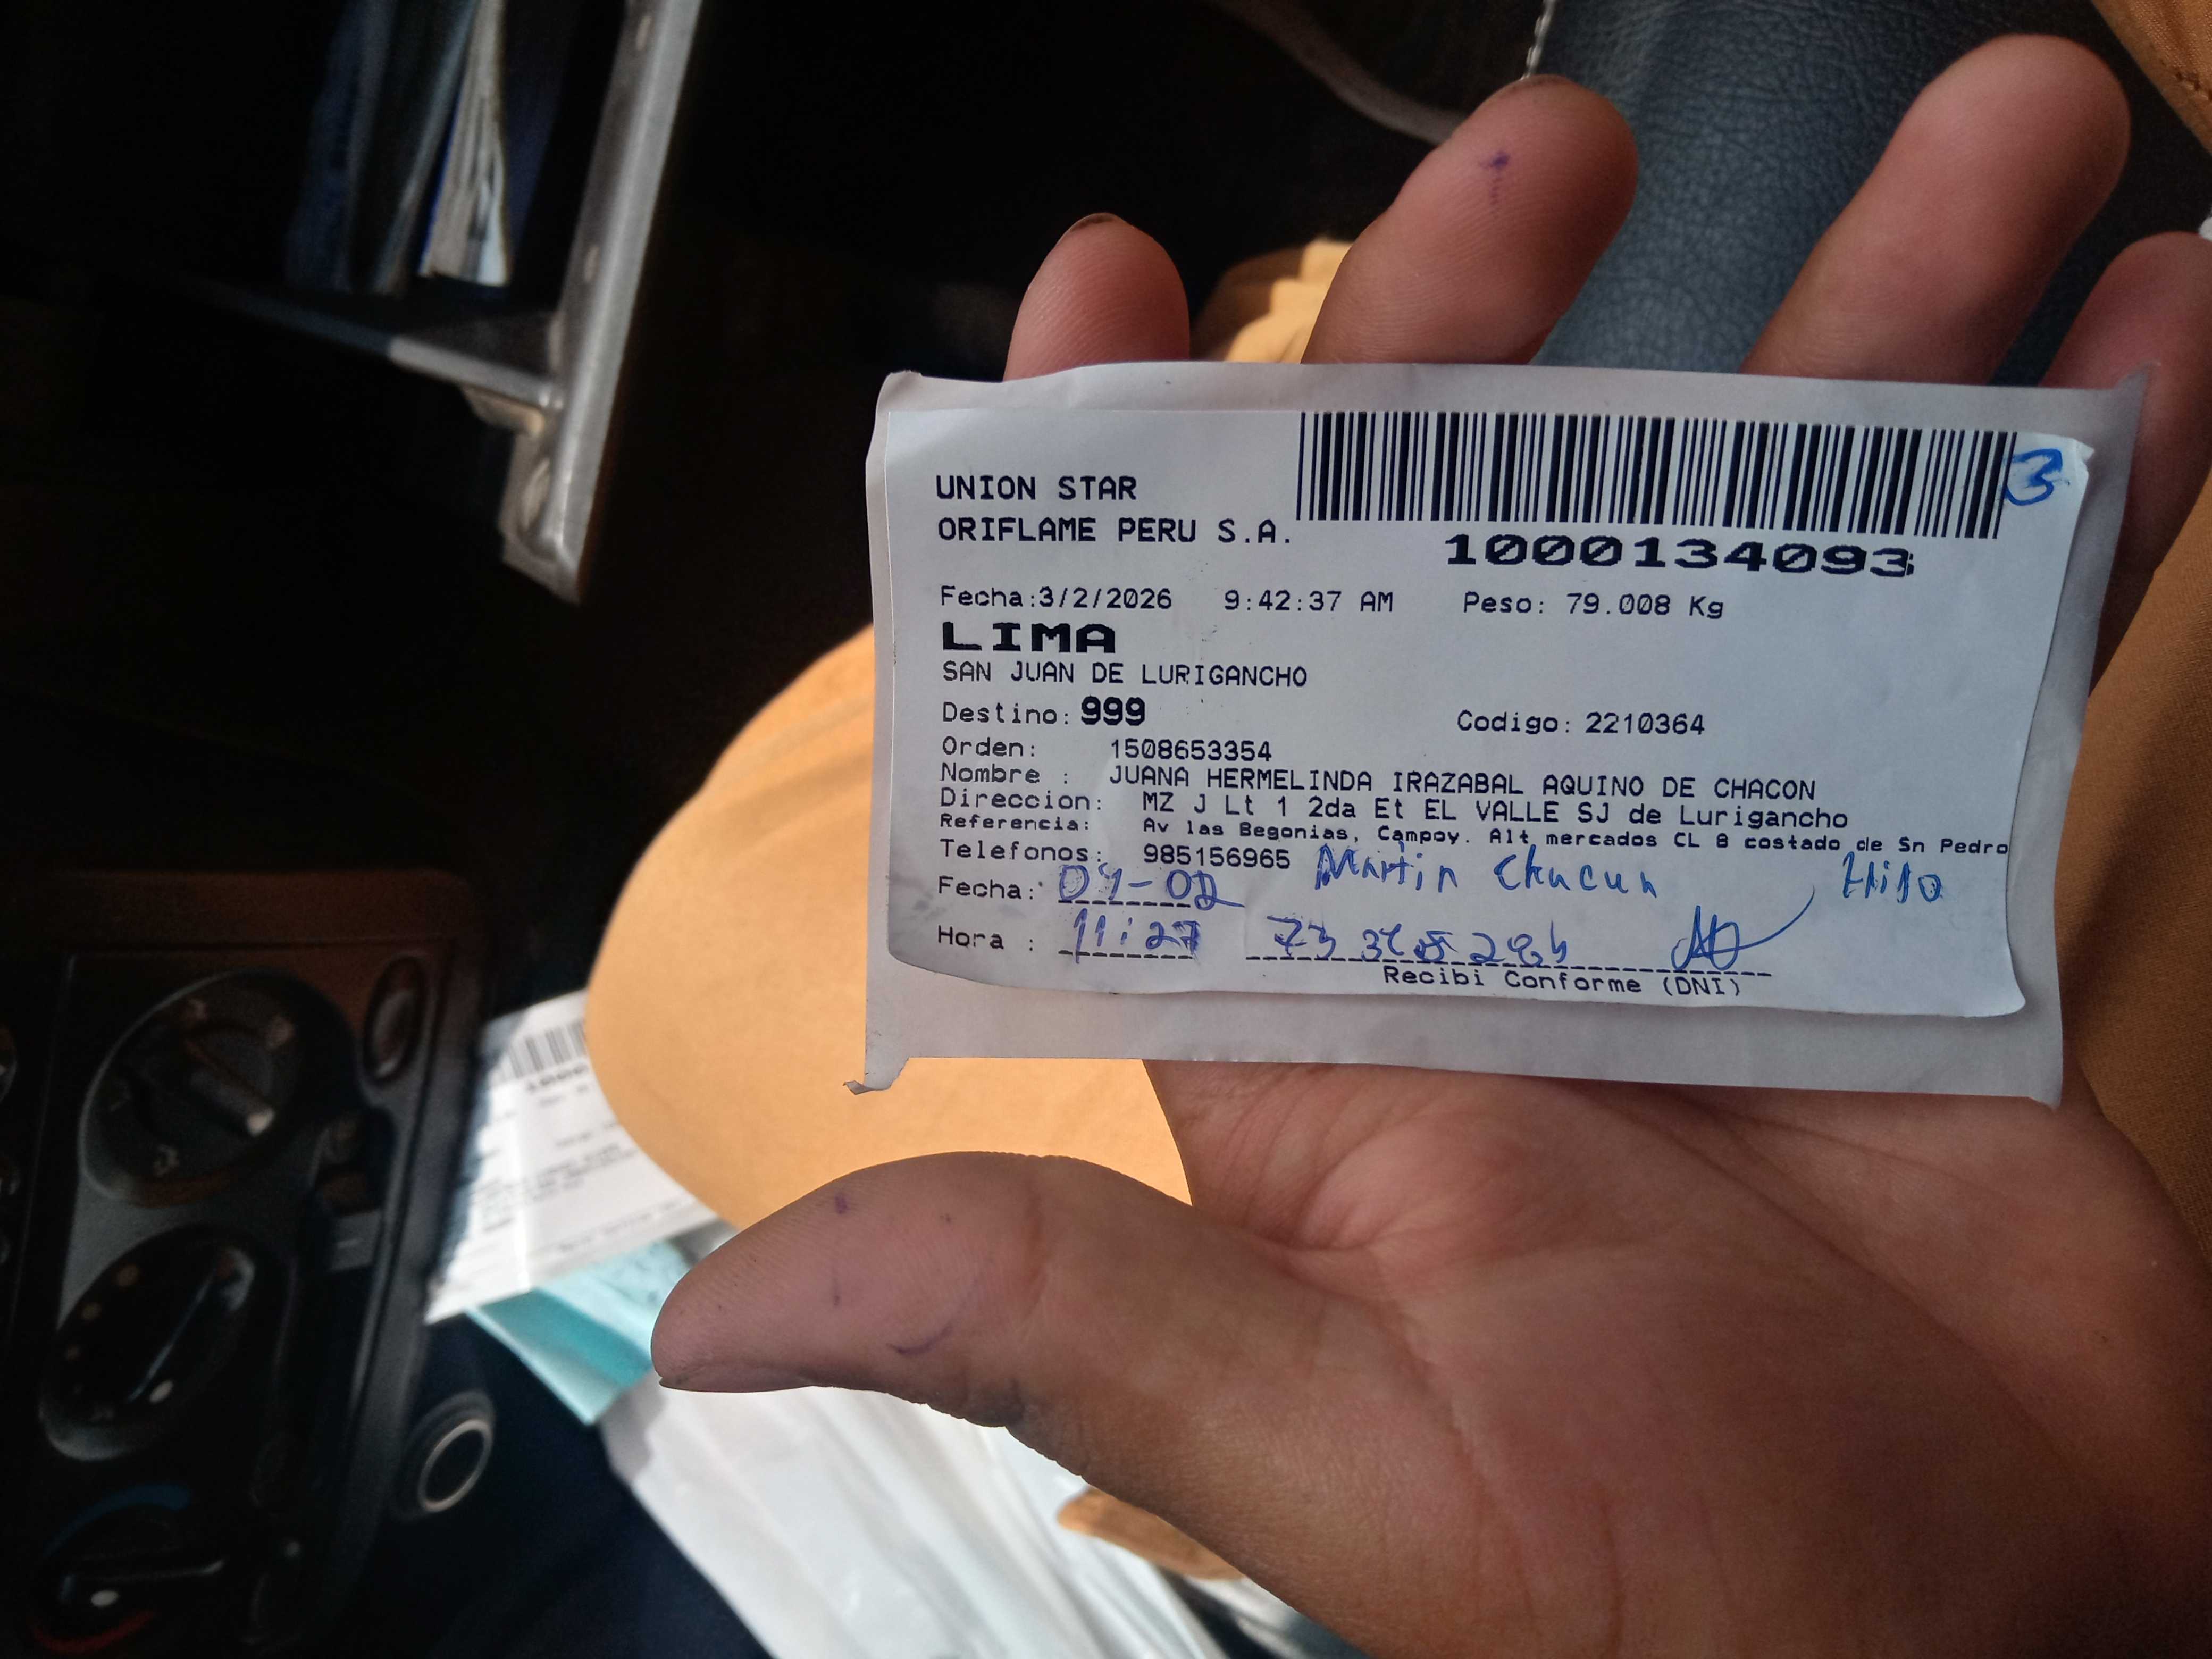 UNION STAR
ORIFLAME PERU S.A.
3
1000134093
Fecha:3/2/2026 9:42:37 AM Peso: 79.008 Kg
LIMA
SAN JUAN DE LURIGANCHO
Destino: 999 Codigo: 2210364
Orden: 1508653354
Nombre : JUANA HERMELINDA IRAZABAL AQUINO DE CHACON
Direccion: MZ J Lt 1 2da Et EL VALLE SJ de Lurigancho
Referencia: Av las Begonias, Campoy. Alt mercados CL 8 costado de Sn Pedro
Telefonos: 985156965 Martin
Fecha:
Hora : 11:27
Recibi Conforme (DNI)